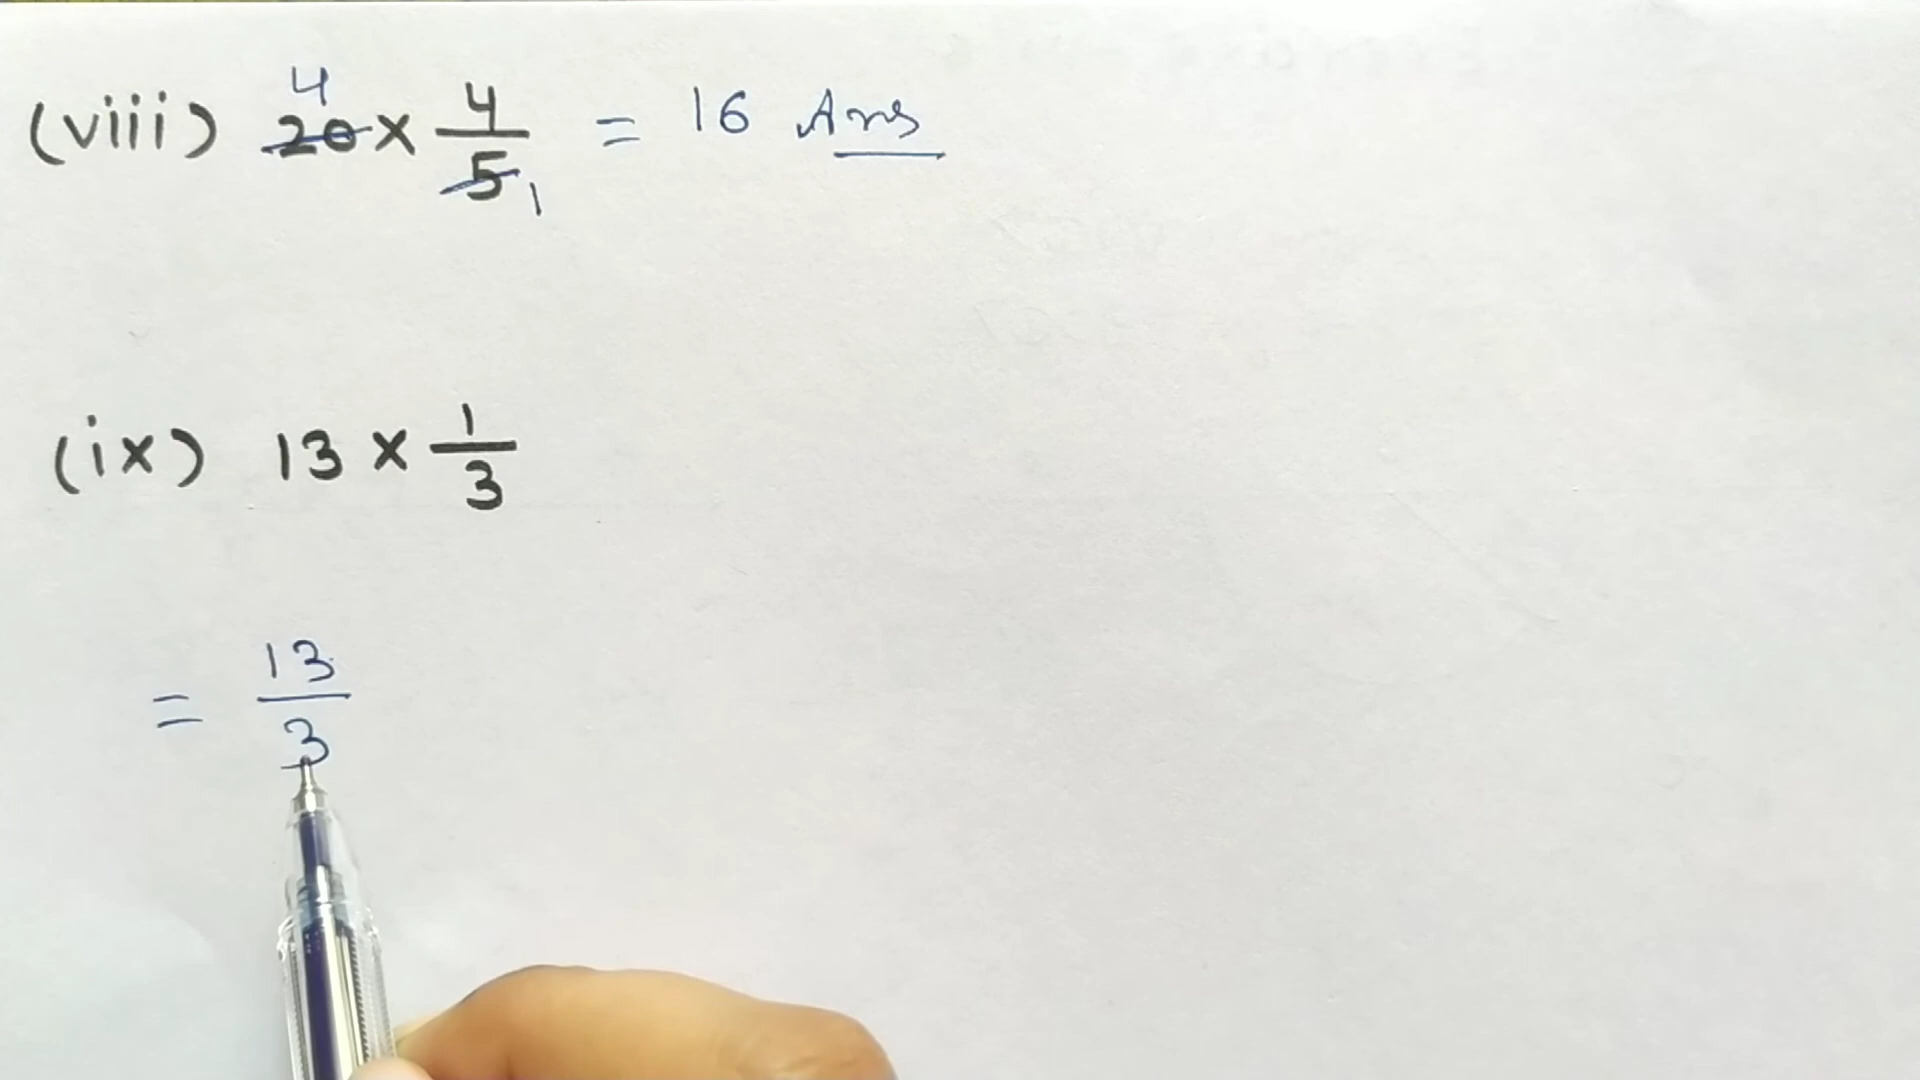 (viii) 20 4 × 4/5 1 = 16 Ans
(ix) 13 × 1/3
= 13/3